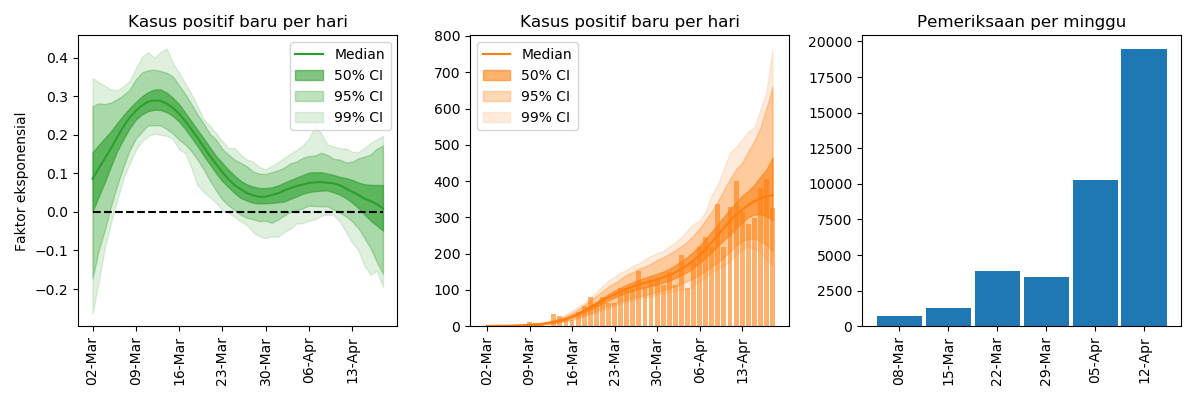 Kasus positif baru per hari
Faktor eksponensial
0.4
0.3
0.2
0.1
0.0
−0.1
−0.2
Median
50% CI
95% CI
99% CI
02-Mar
09-Mar
16-Mar
23-Mar
30-Mar
06-Apr
13-Apr
Kasus positif baru per hari
800
700
600
500
400
300
200
100
0
Median
50% CI
95% CI
99% CI
02-Mar
09-Mar
16-Mar
23-Mar
30-Mar
06-Apr
13-Apr
Pemeriksaan per minggu
20000
17500
15000
12500
10000
7500
5000
2500
0
08-Mar
15-Mar
22-Mar
29-Mar
05-Apr
12-Apr